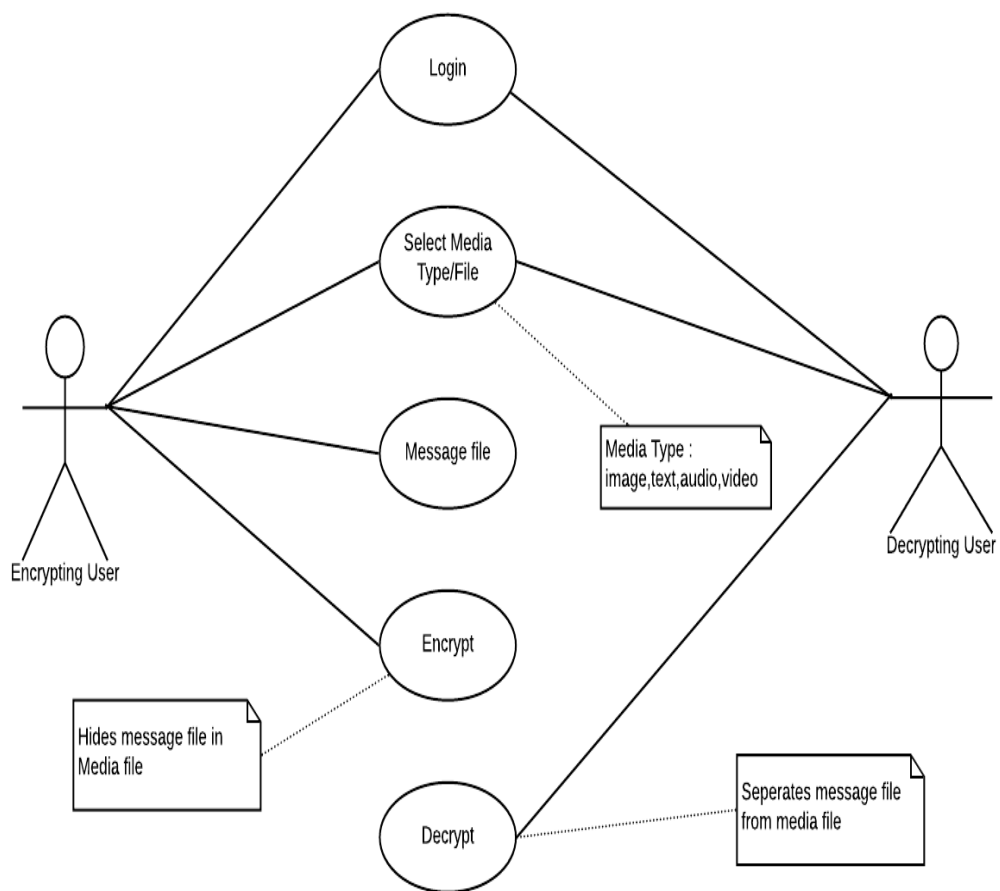 Login
Select Media
Type/File
Message file
Media Type :
image,text,audio,video
Encrypting User
Decrypting User
Encrypt
Hides message file in
Media file
Decrypt
Seperates message file
from media file